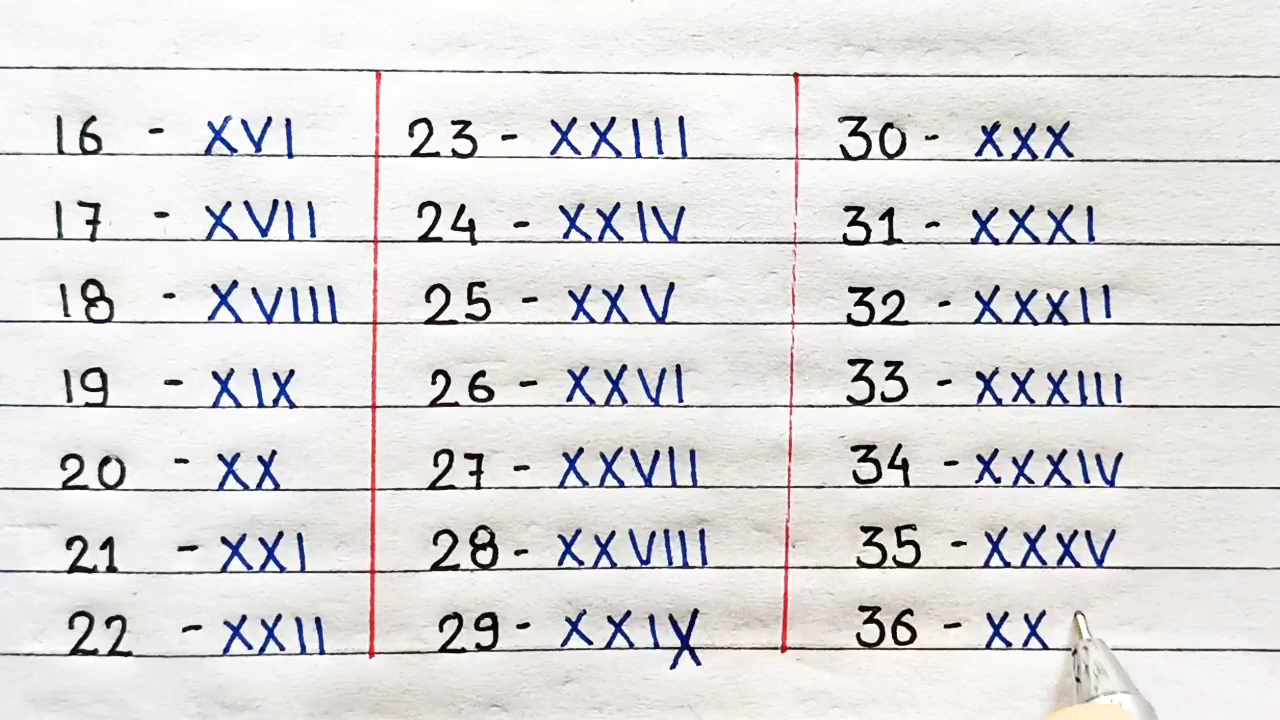 16 - XVI
17 - XVII
18 - XVIII
19 - XIX
20 - XX
21 - XXI
22 - XXII
23 - XXIII
24 - XXIV
25 - XXV
26 - XXVI
27 - XXVII
28 - XXVIII
29 - XXIX
30 - XXX
31 - XXXI
32 - XXXII
33 - XXXIII
34 - XXXIV
35 - XXXV
36 - XX